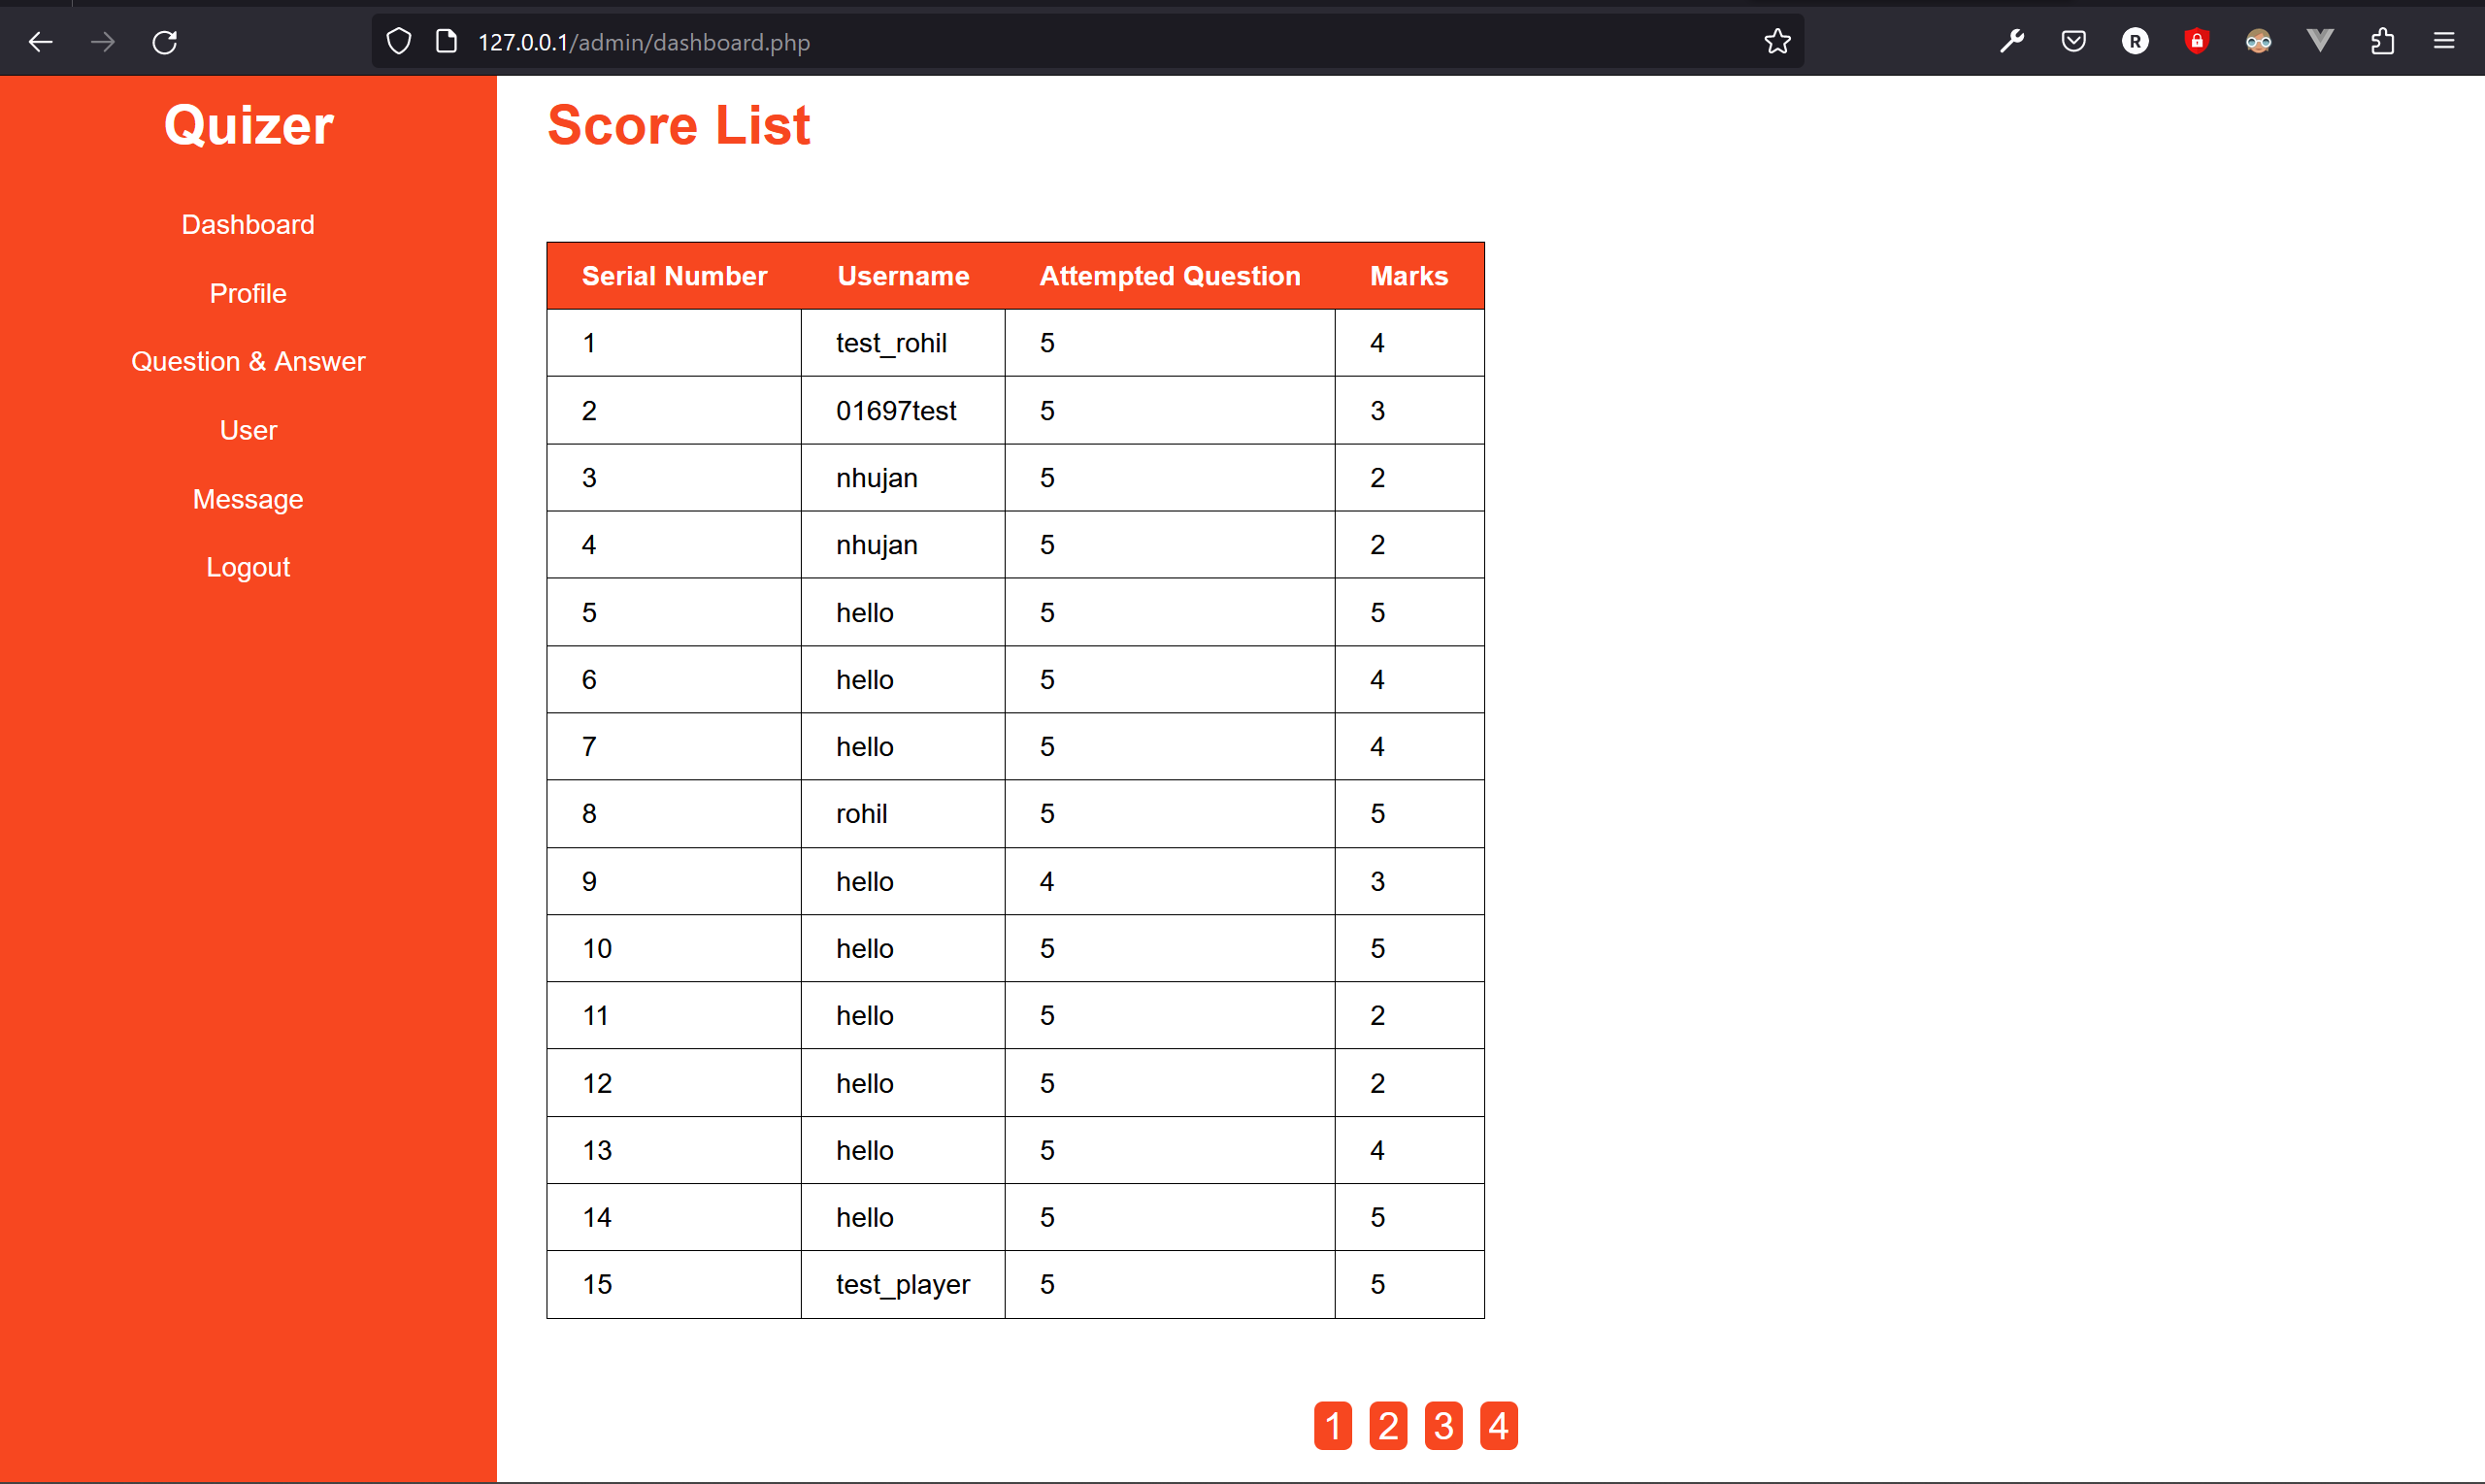 127.0.0.1/admin/dashboard.php
R
Quizer
Dashboard
Profile
Question & Answer
User
Message
Logout
Score List
Serial Number Username Attempted Question Marks
1 test_rohil 5 4
2 01697test 5 3
3 nhujan 5 2
4 nhujan 5 2
5 hello 5 5
6 hello 5 4
7 hello 5 4
8 rohil 5 5
9 hello 4 3
10 hello 5 5
11 hello 5 2
12 hello 5 2
13 hello 5 4
14 hello 5 5
15 test_player 5 5
1 2 3 4